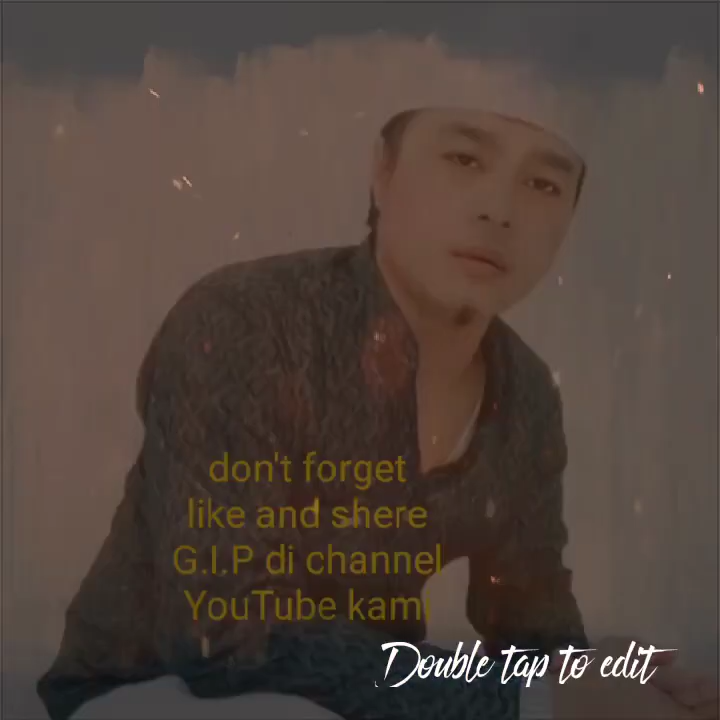 don't forget
like and shere
G.I.P di channel
YouTube kami
Double tap to edit